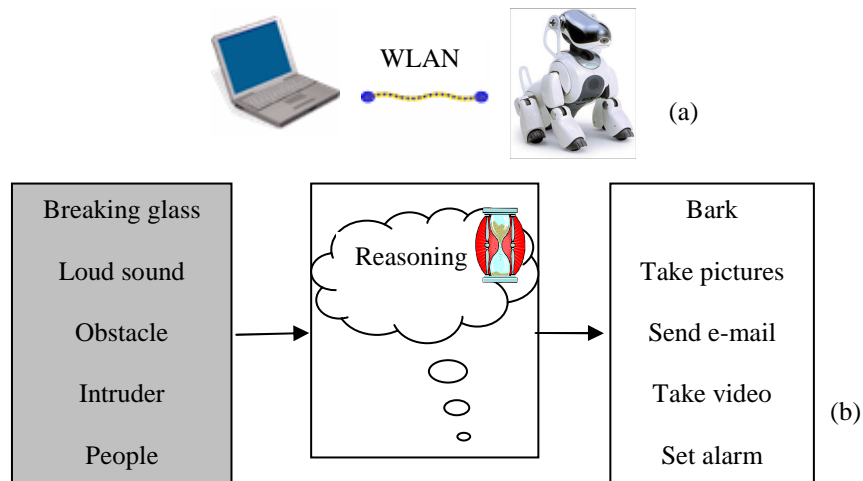 WLAN
(a)
Breaking glass
Loud sound
Obstacle
Intruder
People
Reasoning
Bark
Take pictures
Send e-mail
Take video
Set alarm
(b)